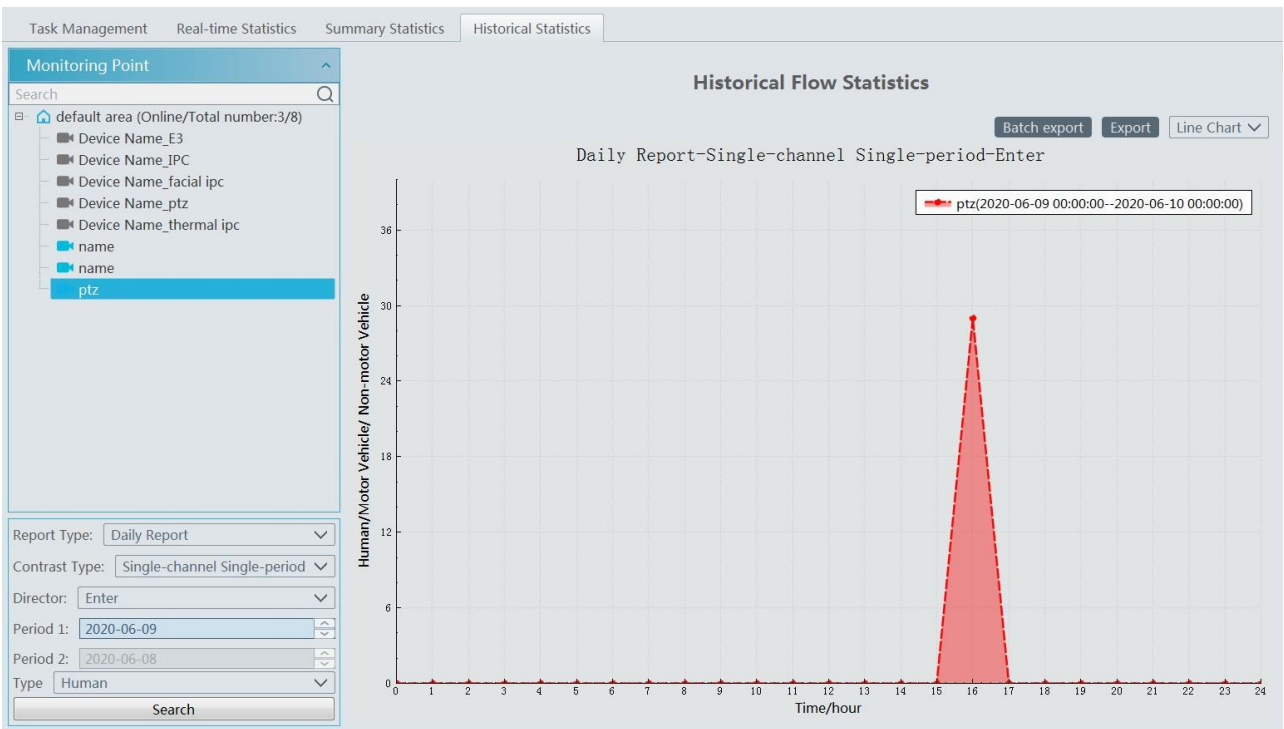 Task Management Real-time Statistics Summary Statistics Historical Statistics
Monitoring Point
Search
default area (Online/Total number:3/8)
Device Name_E3
Device Name_IPC
Device Name_facial ipc
Device Name_ptz
Device Name_thermal ipc
name
name
ptz
Report Type: Daily Report
Contrast Type: Single-channel Single-period
Director: Enter
Period 1: 2020-06-09
Period 2: 2020-06-08
Type Human
Search
Historical Flow Statistics
Batch export Export Line Chart
Daily Report-Single-channel Single-period-Enter
ptz(2020-06-09 00:00:00--2020-06-10 00:00:00)
Human/Motor Vehicle/ Non-motor Vehicle
36
30
24
18
12
6
0
0 1 2 3 4 5 6 7 8 9 10 11 12 13 14 15 16 17 18 19 20 21 22 23 24
Time/hour